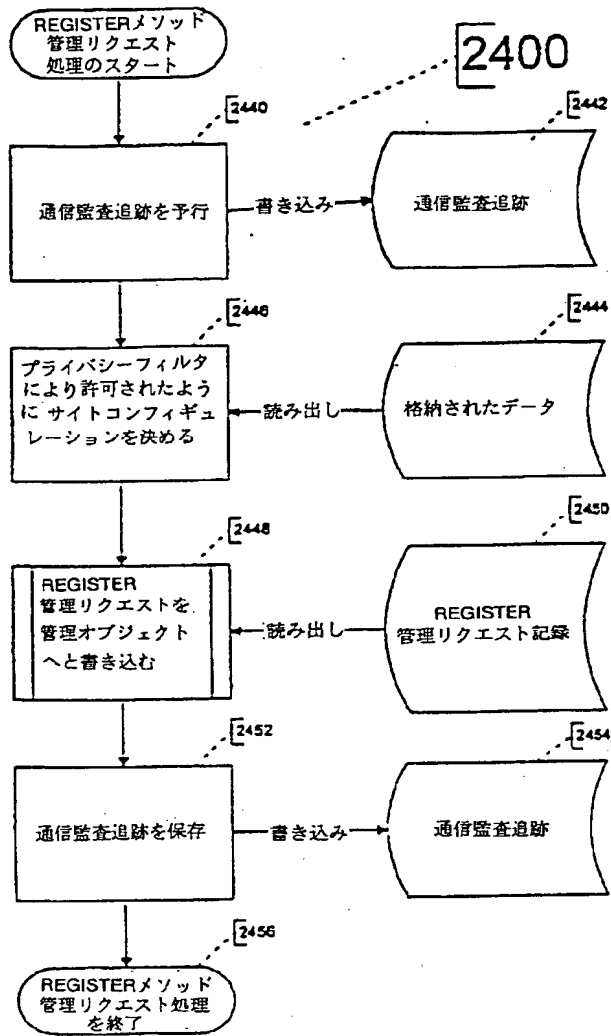 REGISTERメソッド
管理リクエスト
処理のスタート
2400
2440
2442
通信監査追跡を予行
書き込み
通信監査追跡
2446
2444
プライバシーフィルタ
により許可されたよう
にサイトコンフィギュ
レーションを決める
読み出し
格納されたデータ
2448
2450
REGISTER
管理リクエストを
管理オブジェクト
へと書き込む
読み出し
REGISTER
管理リクエスト記録
2452
2454
通信監査追跡を保存
書き込み
通信監査追跡
2456
REGISTERメソッド
管理リクエスト処理
を終了